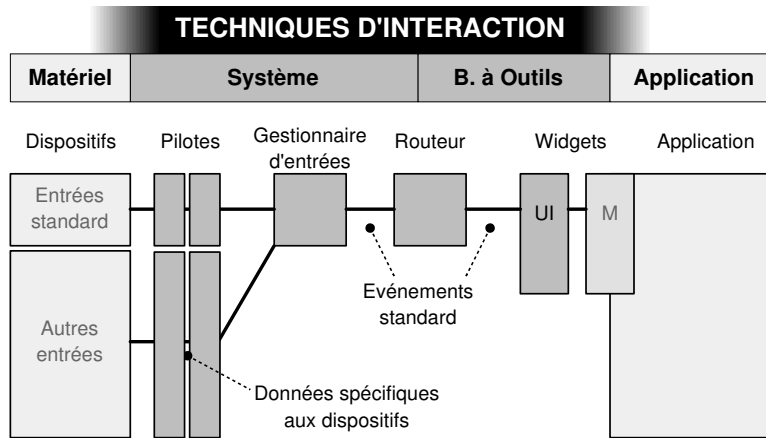 TECHNIQUES D'INTERACTION
Matériel
Système
B. à Outils
Application
Dispositifs
Pilotes
Gestionnaire
d'entrées
Routeur
Widgets
Application
Entrées
standard
UI
M
Evénements
standard
Autres
entrées
Données spécifiques
aux dispositifs